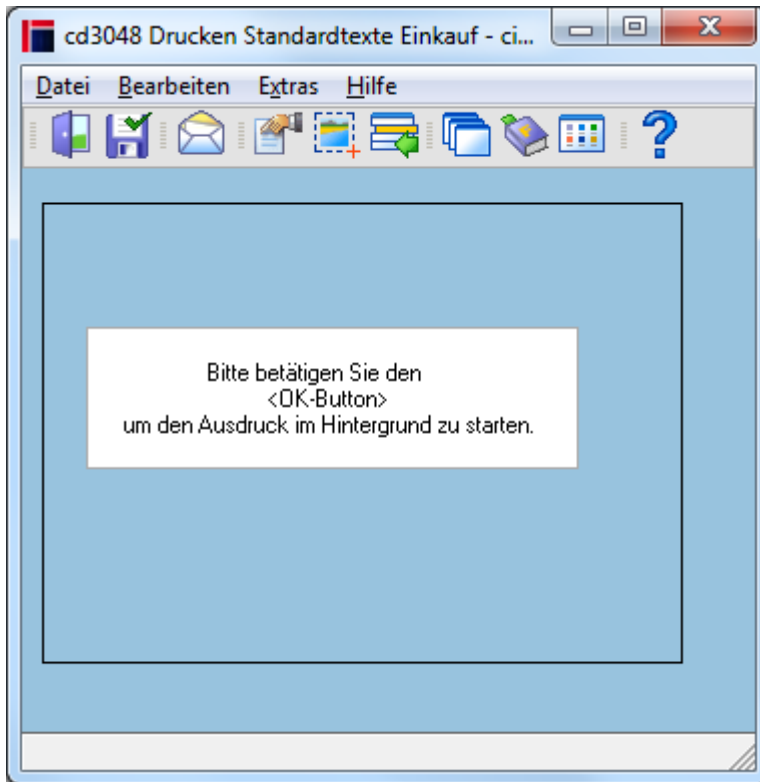 cd3048 Drucken Standardtexte Einkauf - ci...
Datei Bearbeiten Extras Hilfe
Bitte betätigen Sie den
<OK-Button>
um den Ausdruck im Hintergrund zu starten.